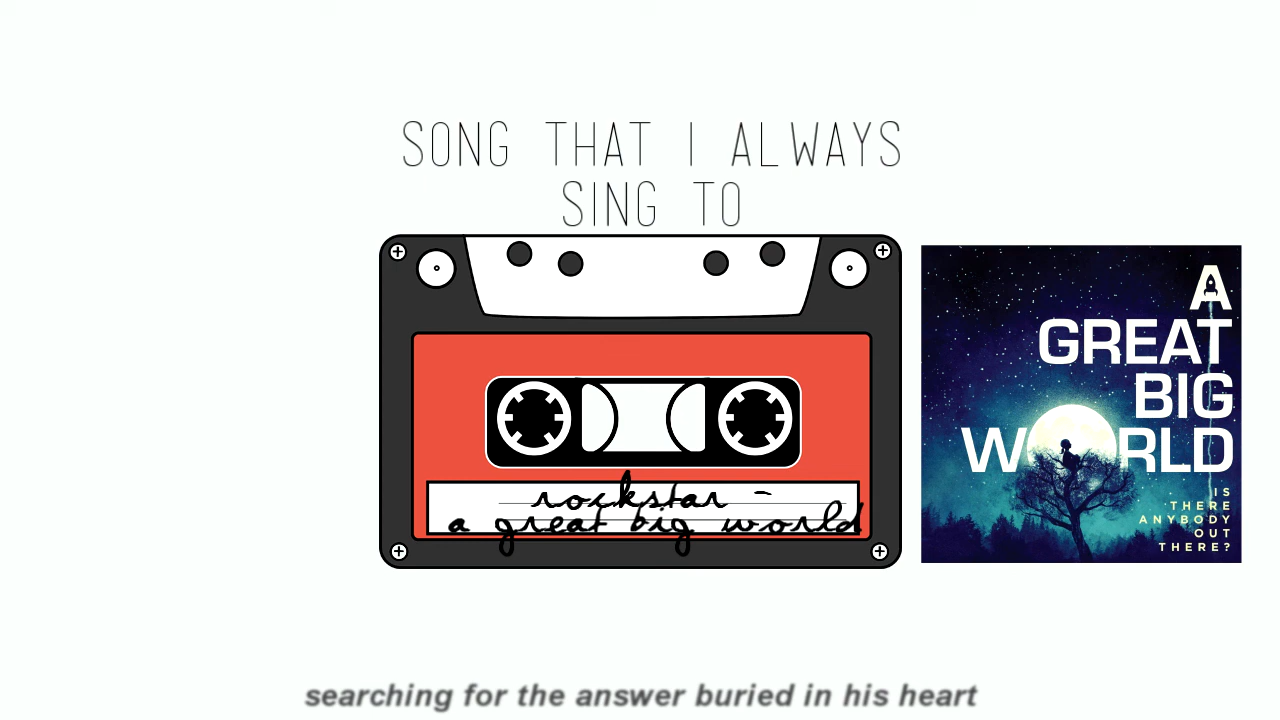 SONG THAT I ALWAYS
SING TO
rockstar -
a great big world
A
GREAT
BIG
WORLD
IS
THERE
ANYBODY
OUT
THERE?
searching for the answer buried in his heart